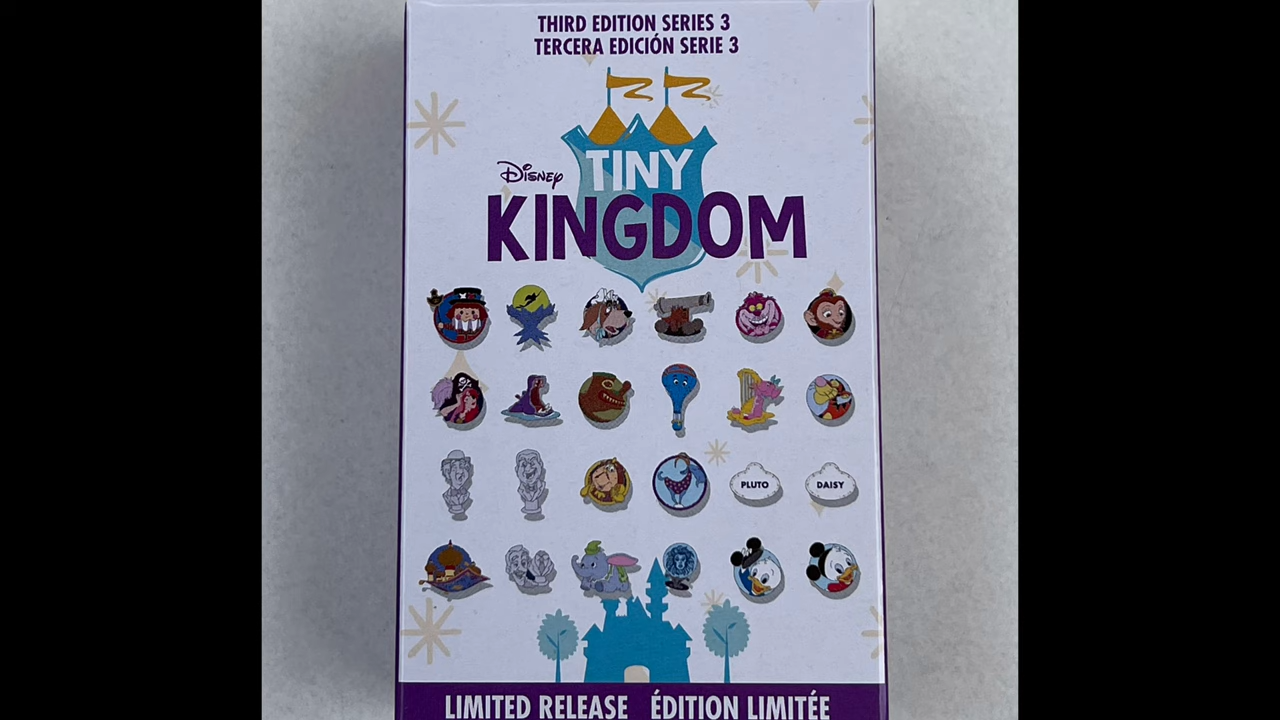 THIRD EDITION SERIES 3
TERCERA EDICIÓN SERIE 3
Disney TINY
KINGDOM
PLUTO DAISY
LIMITED RELEASE ÉDITION LIMITÉE